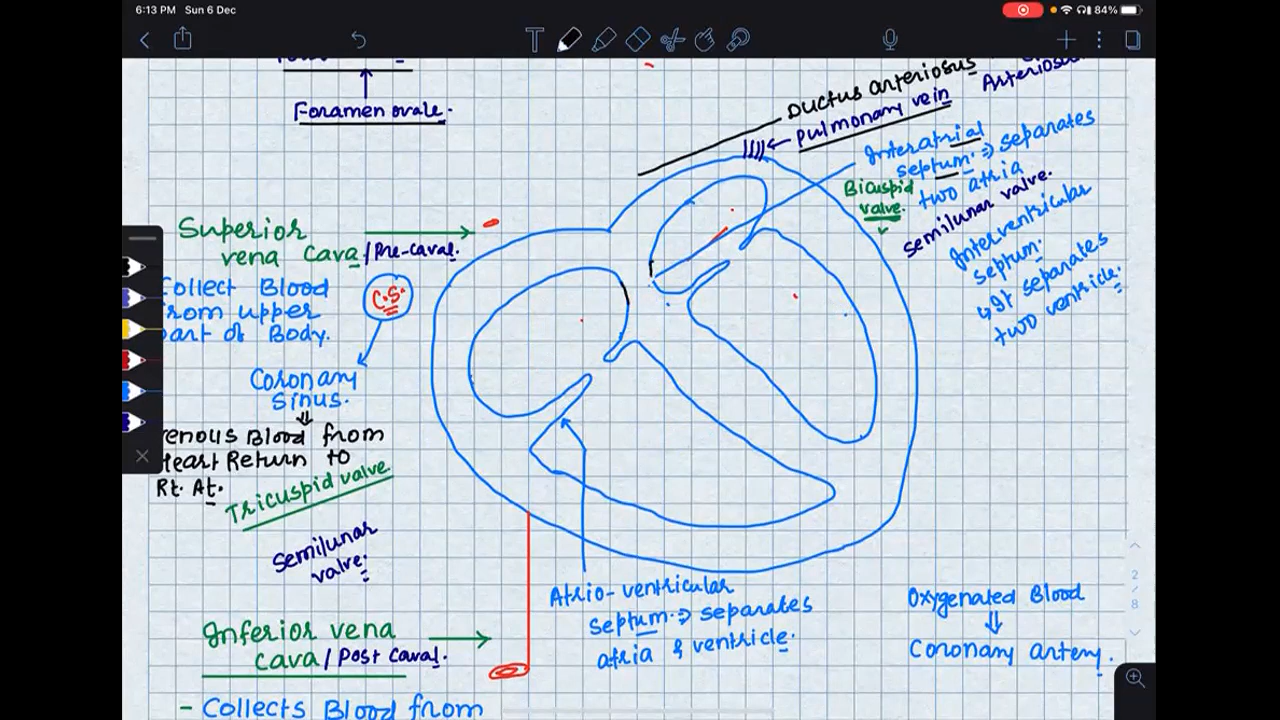 6:13 PM Sun 6 Dec
84%
Foramen ovale.
Ductus arteriosus
Pulmonary vein
Interatrial
septum ⇒ separates
two atria
Bicuspid
valve.
semilunar valve.
Interventricular
septum.
↳ It separates
two ventricle.
Superior
vena cava /Pre-caval.
Collect Blood
from upper
part of Body.
C.S.
Coronary
Sinus.
⇓
venous Blood from
Heart Return to
Rt. At.
Tricuspid valve
Semilunar
valve.
Inferior vena
cava / Post caval.
- Collects Blood from
Atrio-ventricular
septum ⇒ separates
atria & ventricle.
Oxygenated Blood
⇓
Coronary artery.
2
/
8